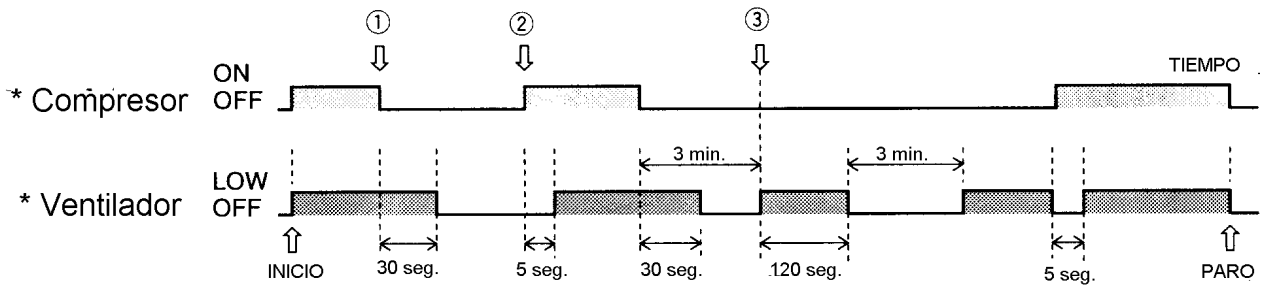 ① ② ③
ON TIEMPO
* Compresor OFF
3 min. 3 min.
LOW
* Ventilador OFF
INICIO 30 seg. 5 seg. 30 seg. 120 seg. 5 seg. PARO